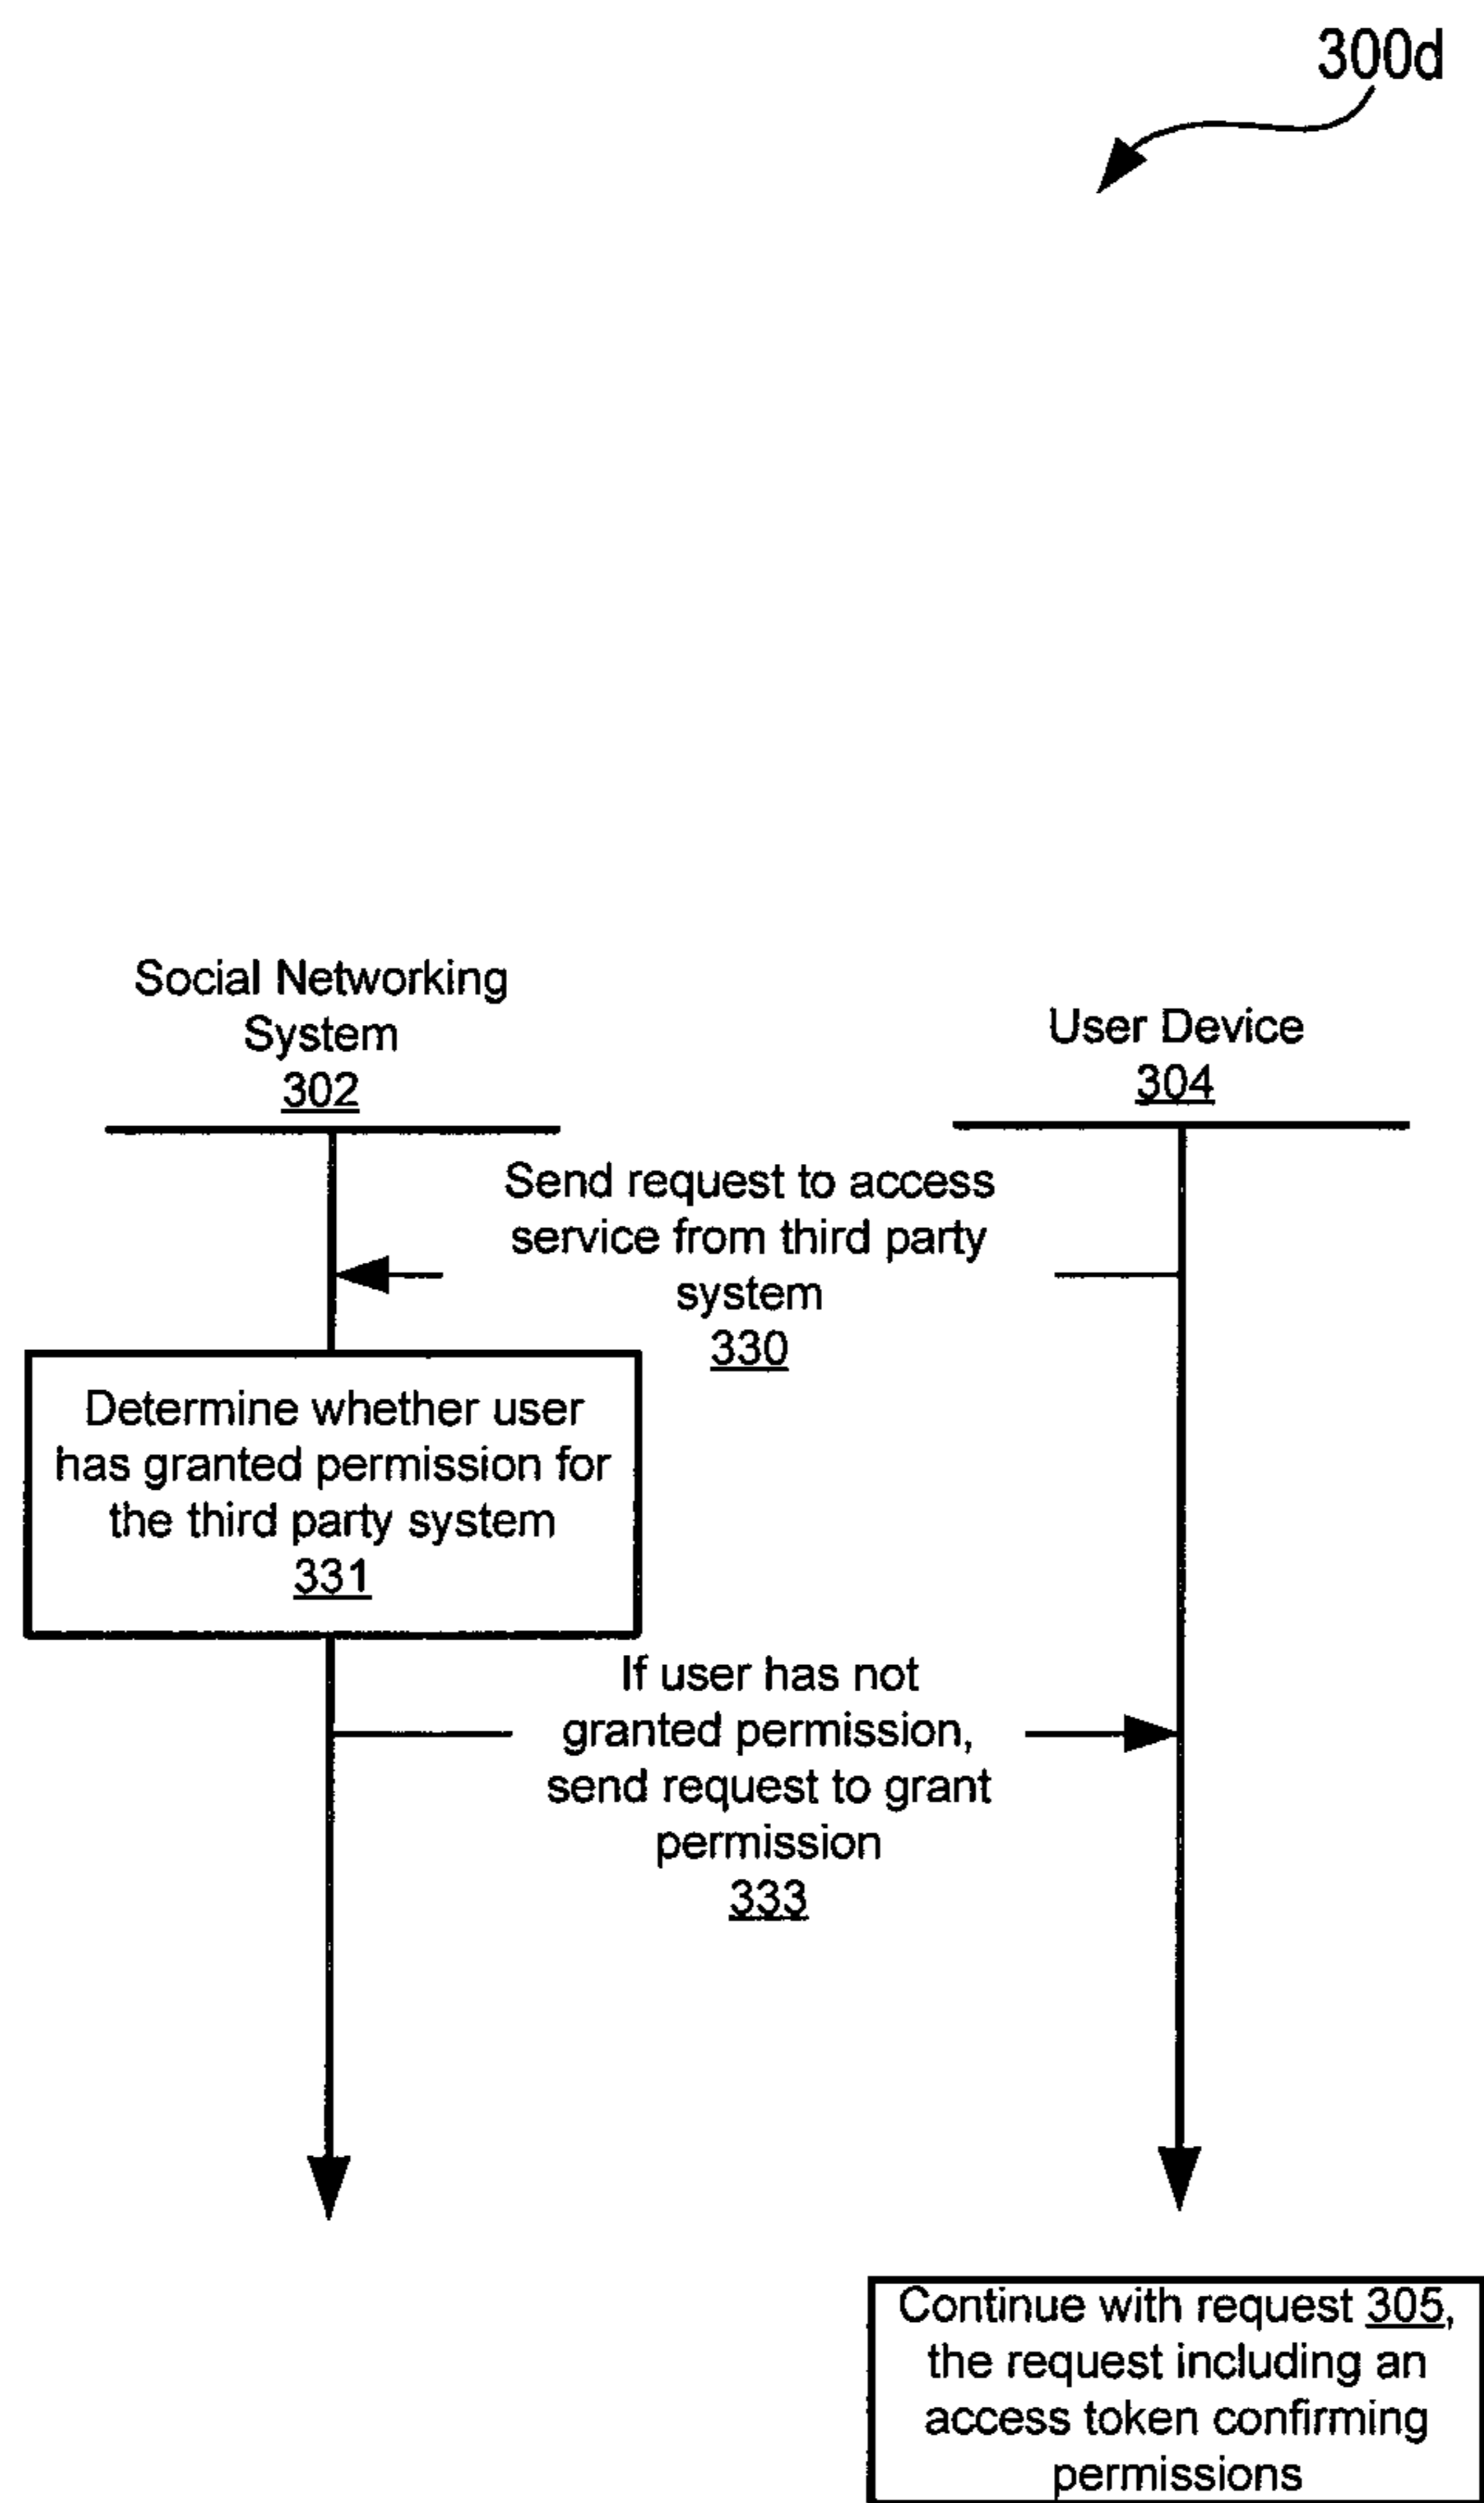 300d
Social Networking
System
302
User Device
304
Send request to access
service from third party
system
330
Determine whether user
has granted permission for
the third party system
331
If user has not
granted permission,
send request to grant
permission
333
Continue with request 305,
the request including an
access token confirming
permissions